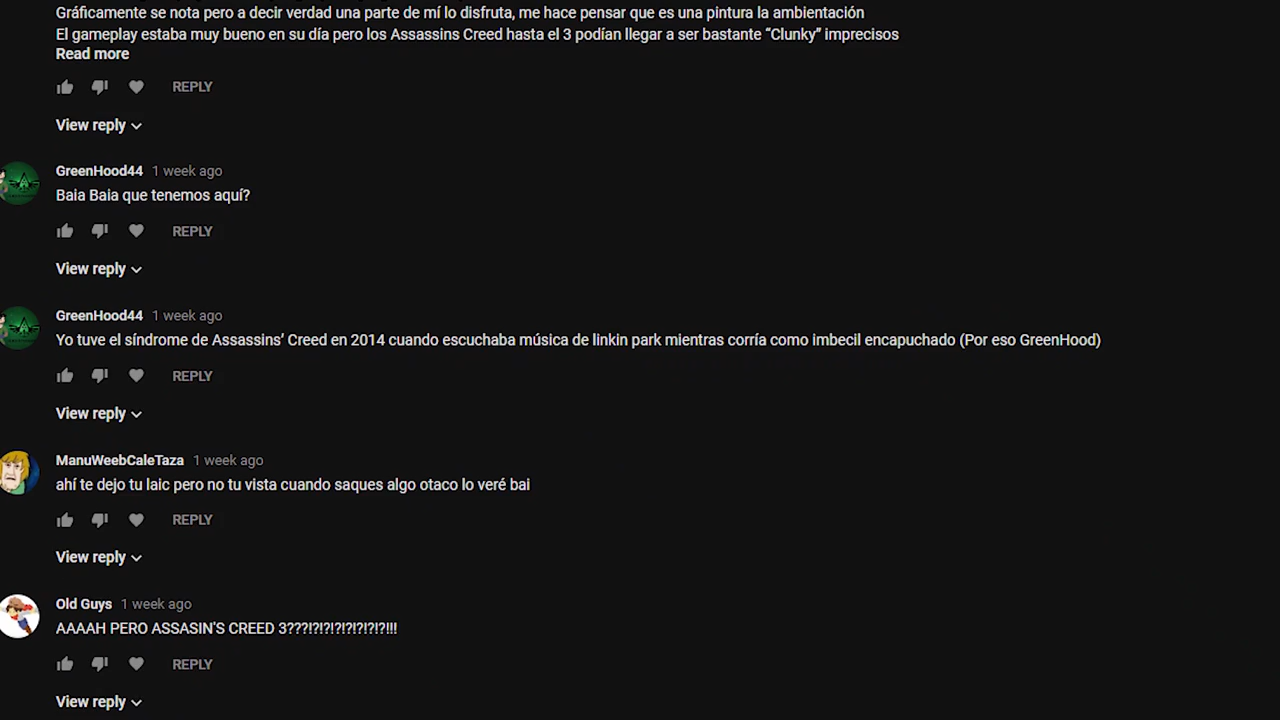 Gráficamente se nota pero a decir verdad una parte de mí lo disfruta, me hace pensar que es una pintura la ambientación
El gameplay estaba muy bueno en su día pero los Assassins Creed hasta el 3 podían llegar a ser bastante “Clunky” imprecisos
Read more
REPLY
View reply
GreenHood44 1 week ago
Baia Baia que tenemos aquí?
REPLY
View reply
GreenHood44 1 week ago
Yo tuve el síndrome de Assassins’ Creed en 2014 cuando escuchaba música de linkin park mientras corría como imbecil encapuchado (Por eso GreenHood)
REPLY
View reply
ManuWeebCaleTaza 1 week ago
ahí te dejo tu laic pero no tu vista cuando saques algo otaco lo veré bai
REPLY
View reply
Old Guys 1 week ago
AAAAH PERO ASSASIN'S CREED 3???!?!?!?!?!?!?!?!!!
REPLY
View reply